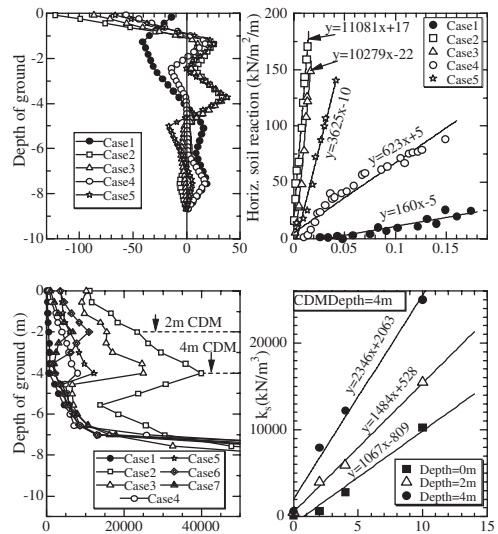 Depth of ground
0
-2
-4
-6
-8
-10
-100
-50
0
50
Case1
Case2
Case3
Case4
Case5
Horiz. soil reaction (kN/m²/m)
200
150
100
50
0
0
0.05
0.1
0.15
y=11081x+17
y=10279x-22
y=3625x-10
y=623x+5
y=160x-5
Case1
Case2
Case3
Case4
Case5
Depth of ground (m)
0
-2
-4
-6
-8
-10
0
20000
40000
2m CDM
4m CDM
Case1
Case5
Case2
Case6
Case3
Case7
Case4
ks(kN/m³)
20000
10000
0
0
5
10
15
CDMDepth=4m
y=2346x+2063
y=1484x+528
y=1067x-809
Depth=0m
Depth=2m
Depth=4m